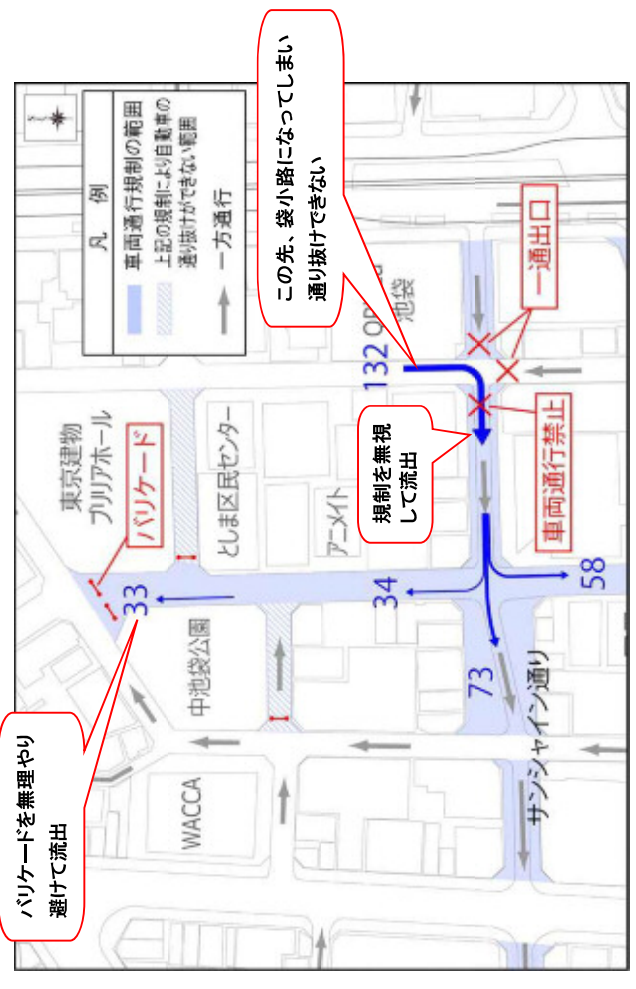 この先、袋小路になってしまい
通り抜けできない
凡　例
車両通行規制の範囲
上記の規制により自動車の
通り抜けができない範囲
一方通行
一通出口
池袋
132
東京建物
ブリリアホール
バリケード
としま区民センター
アニメイト
規制を無視
して流出
車両通行禁止
33
34
58
中池袋公園
73
サンシャイン通り
バリケードを無理やり
避けて流出
WACCA